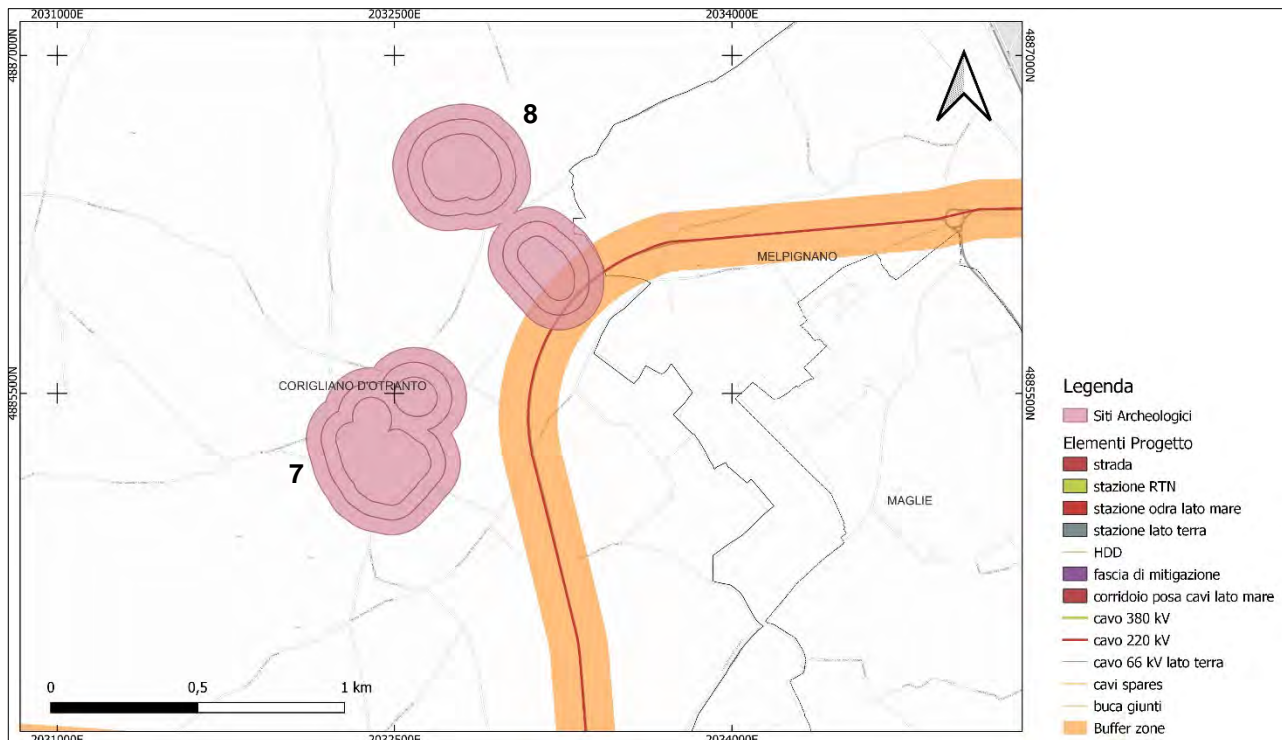 2031000E
2032500E
2034000E
4887000N
4887000N
8
MELPIGNANO
CORIGLIANO D'OTRANTO
4885500N
4885500N
7
MAGLIE
0
0,5
1 km
2031000E
2032500E
2034000E
Legenda
Siti Archeologici
Elementi Progetto
strada
stazione RTN
stazione odra lato mare
stazione lato terra
HDD
fascia di mitigazione
corridoio posa cavi lato mare
cavo 380 kV
cavo 220 kV
cavo 66 kV lato terra
cavi spares
buca giunti
Buffer zone